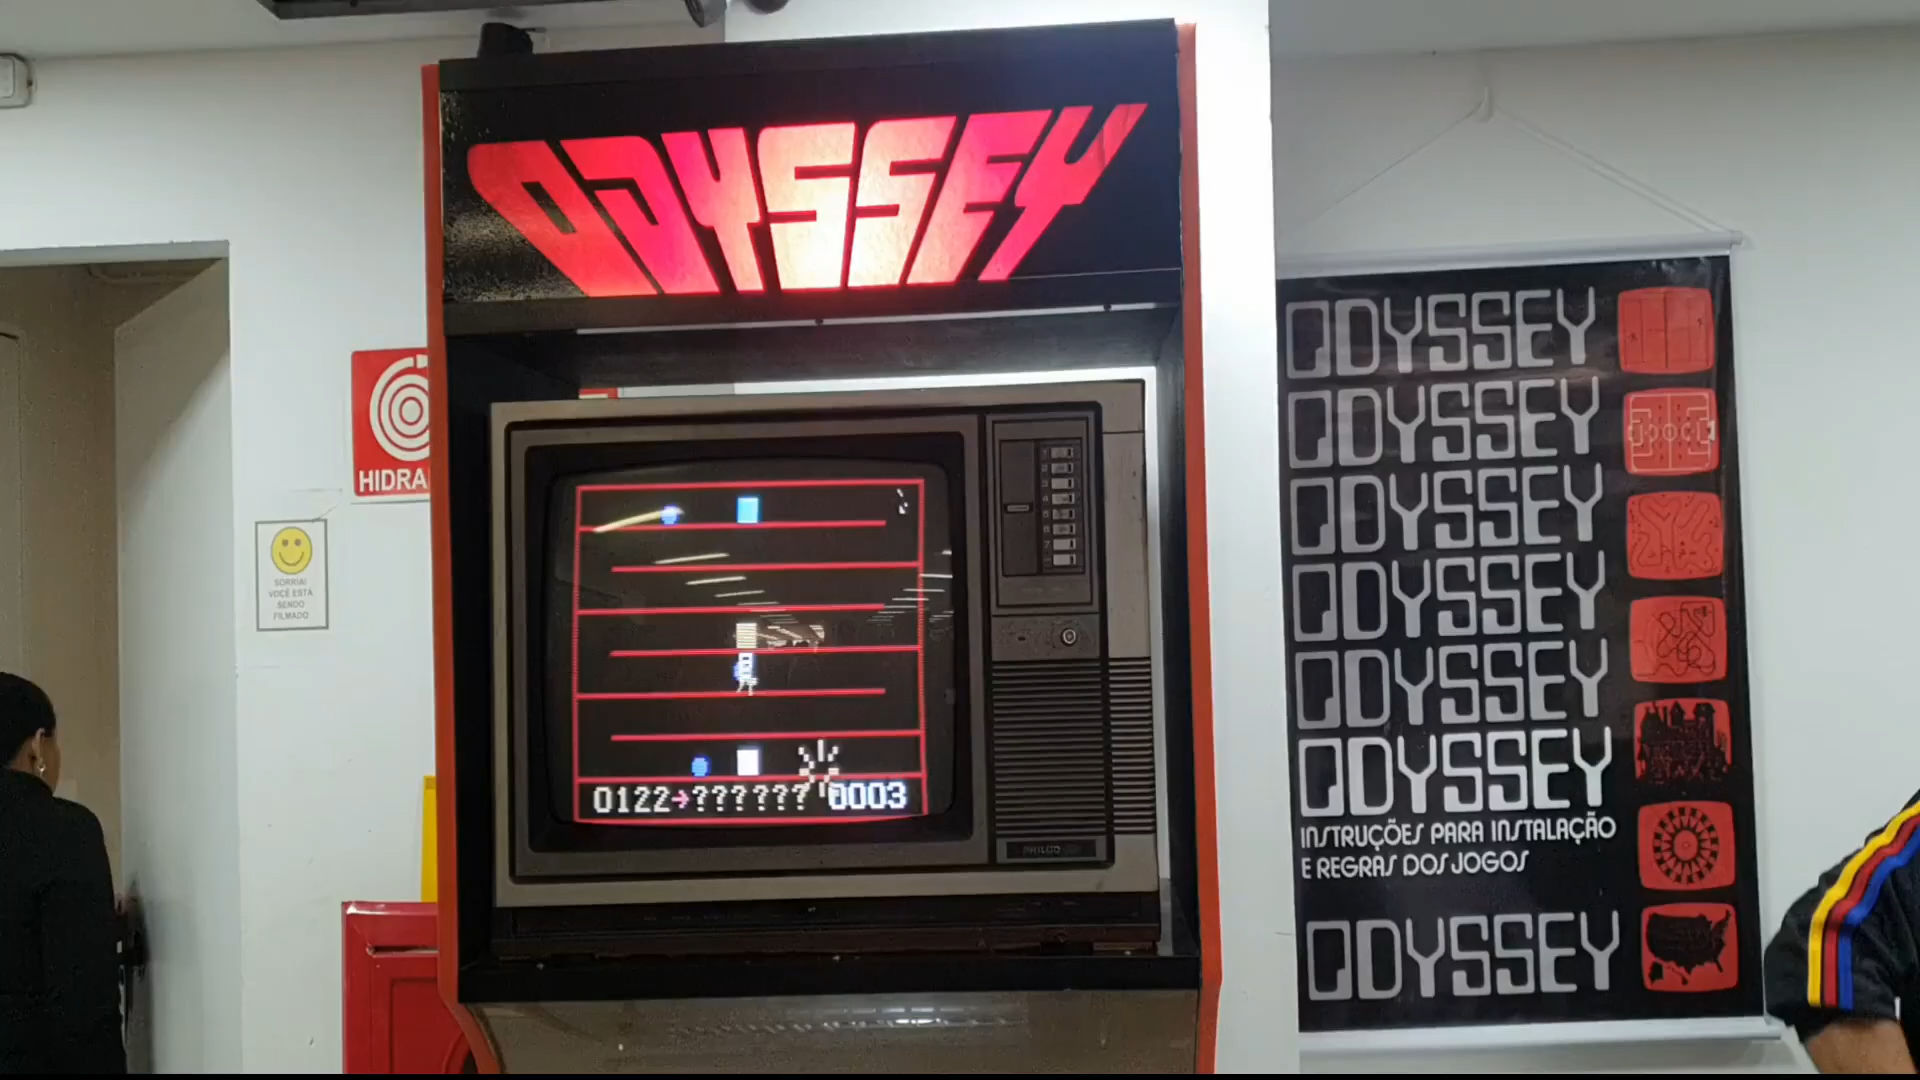 ODYSSEY
HIDRA
SORRIA!
VOCÊ ESTÁ
SENDO
FILMADO
0122→?????? 0003
PHILCO
ODYSSEY
ODYSSEY
ODYSSEY
ODYSSEY
ODYSSEY
ODYSSEY
INSTRUÇÕES PARA INSTALAÇÃO
E REGRAS DOS JOGOS
ODYSSEY